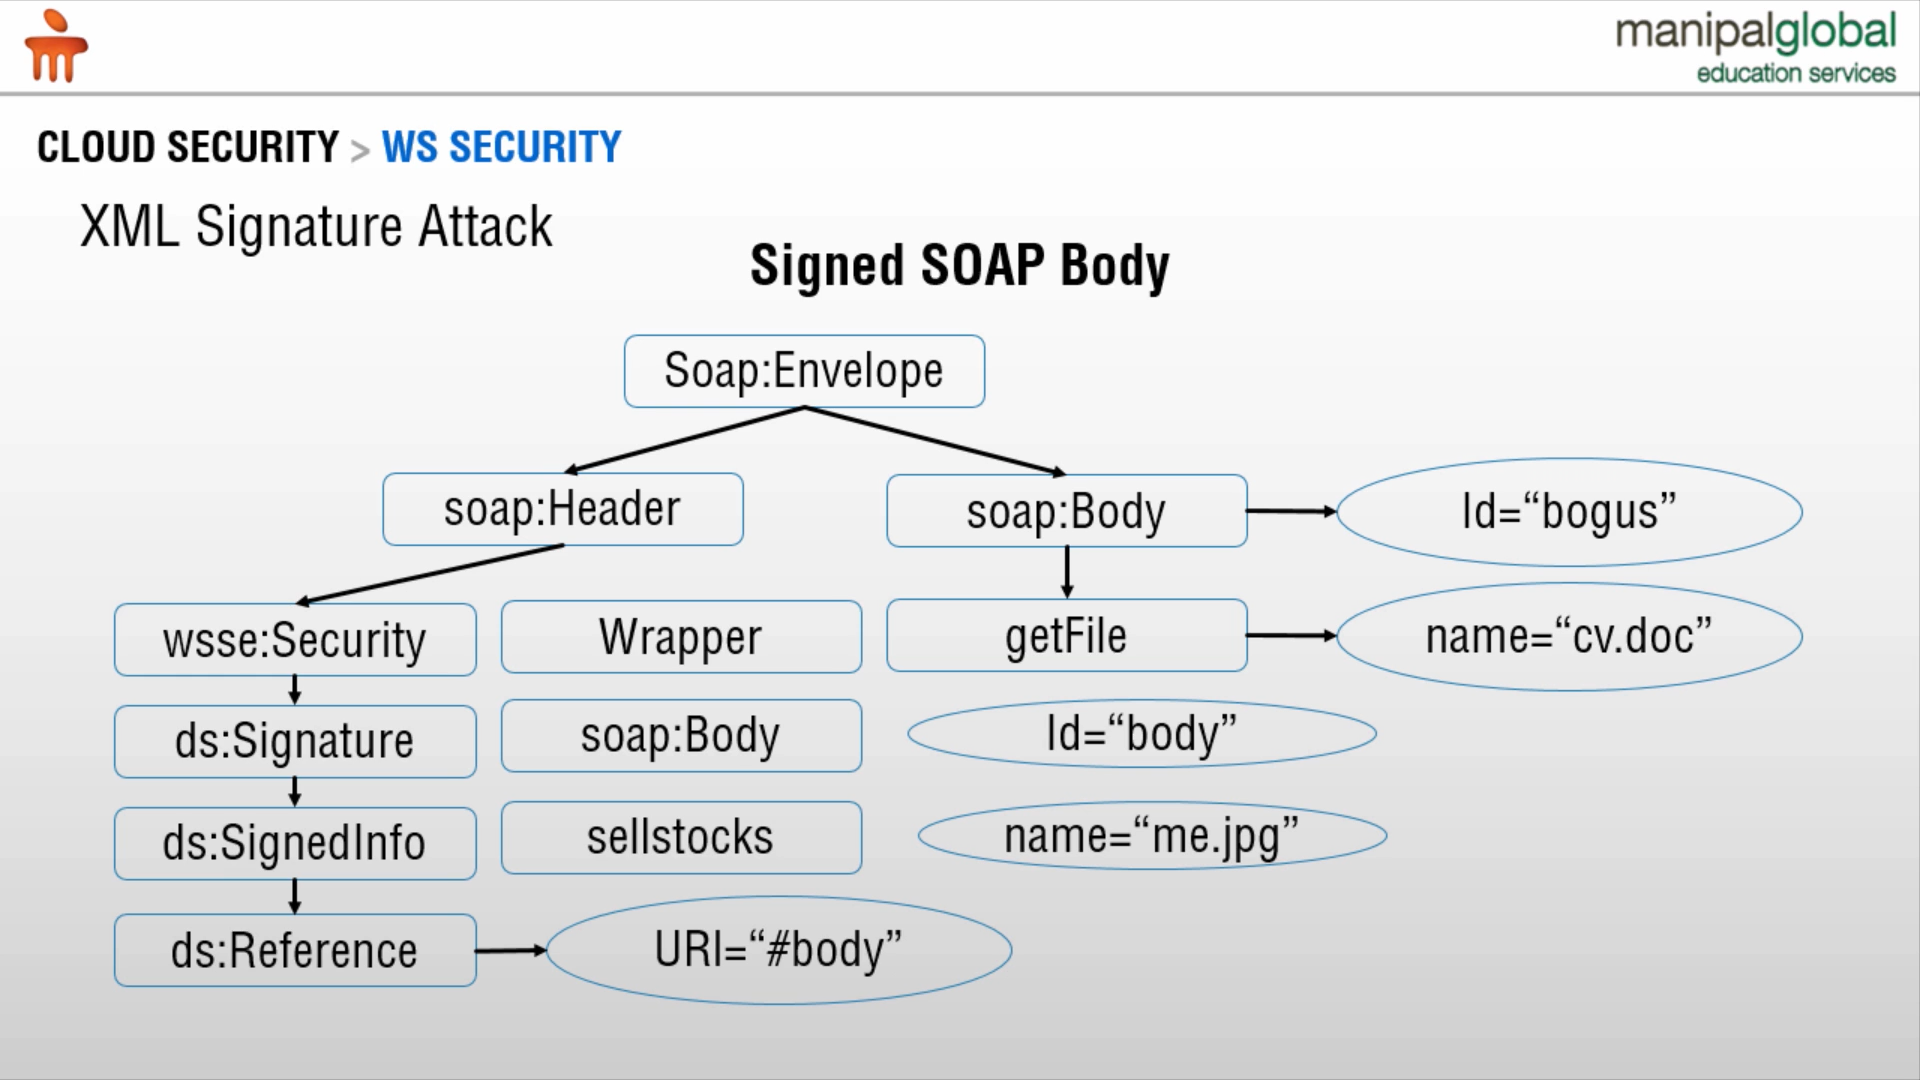 manipalglobal
education services
CLOUD SECURITY > WS SECURITY
XML Signature Attack
Signed SOAP Body
Soap:Envelope
soap:Header
soap:Body
Id=“bogus”
wsse:Security
Wrapper
getFile
name=“cv.doc”
ds:Signature
soap:Body
Id=“body”
ds:SignedInfo
sellstocks
name=“me.jpg”
ds:Reference
URI=“#body”